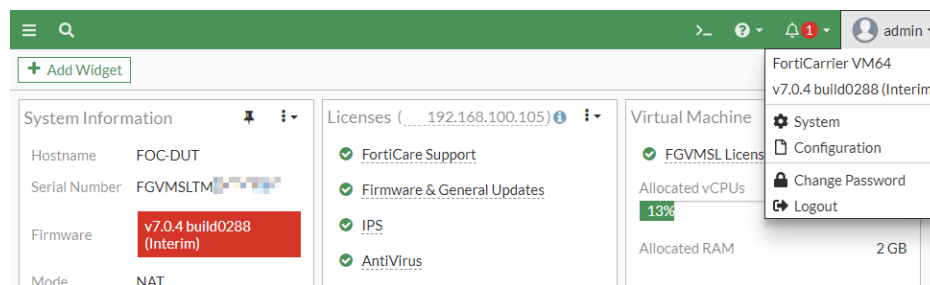 admin
1
Add Widget
FortiCarrier VM64
v7.0.4 build0288 (Interim
System
Configuration
Change Password
Logout
System Information
Hostname FOC-DUT
Serial Number FGVMSLTM
Firmware v7.0.4 build0288
(Interim)
Mode NAT
Licenses ( 192.168.100.105)
FortiCare Support
Firmware & General Updates
IPS
AntiVirus
Virtual Machine
FGVMSL Licens
Allocated vCPUs
13%
Allocated RAM 2 GB